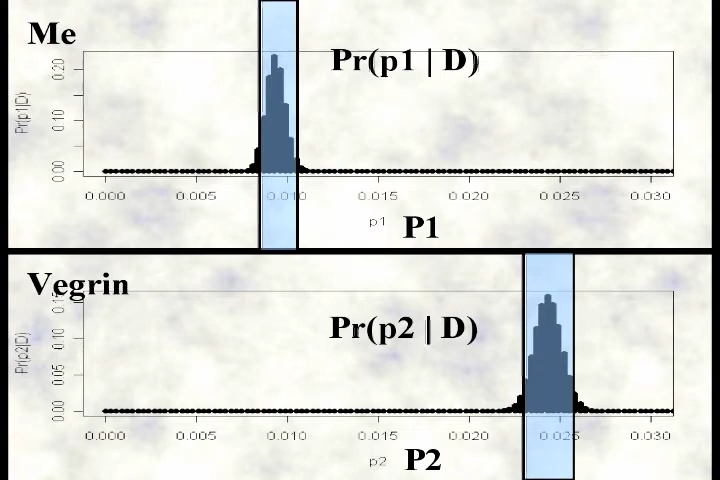 Me
Pr(p1 | D)
Pr(p1|D)
0.20
0.10
0.00
0.000 0.005 0.010 0.015 0.020 0.025 0.030
p1 P1
Vegrin
Pr(p2 | D)
Pr(p2|D)
0.10
0.05
0.00
0.000 0.005 0.010 0.015 0.020 0.025 0.030
p2 P2